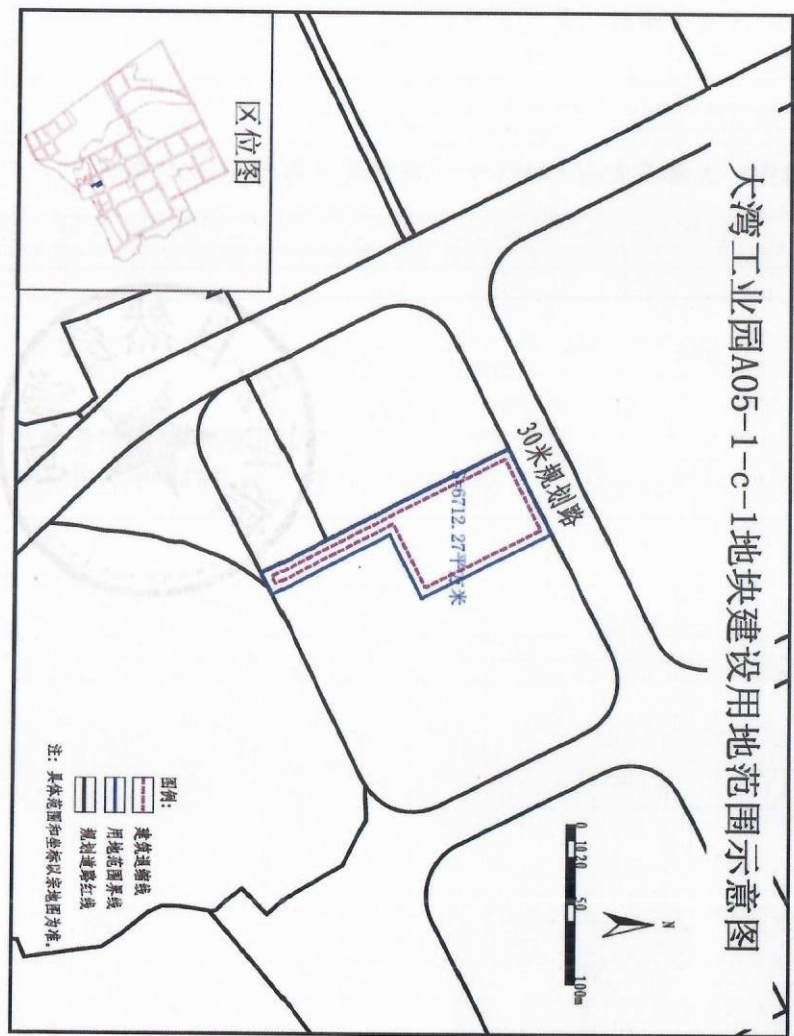 大湾工业园A05-1-c-1地块建设用地范围示意图
区位图
30米规划路
6712.27平方米
N
0 10 20 50 100m
图例:
建筑退缩线
用地范围界线
规划道路红线
注: 具体范围和坐标以宗地图为准。